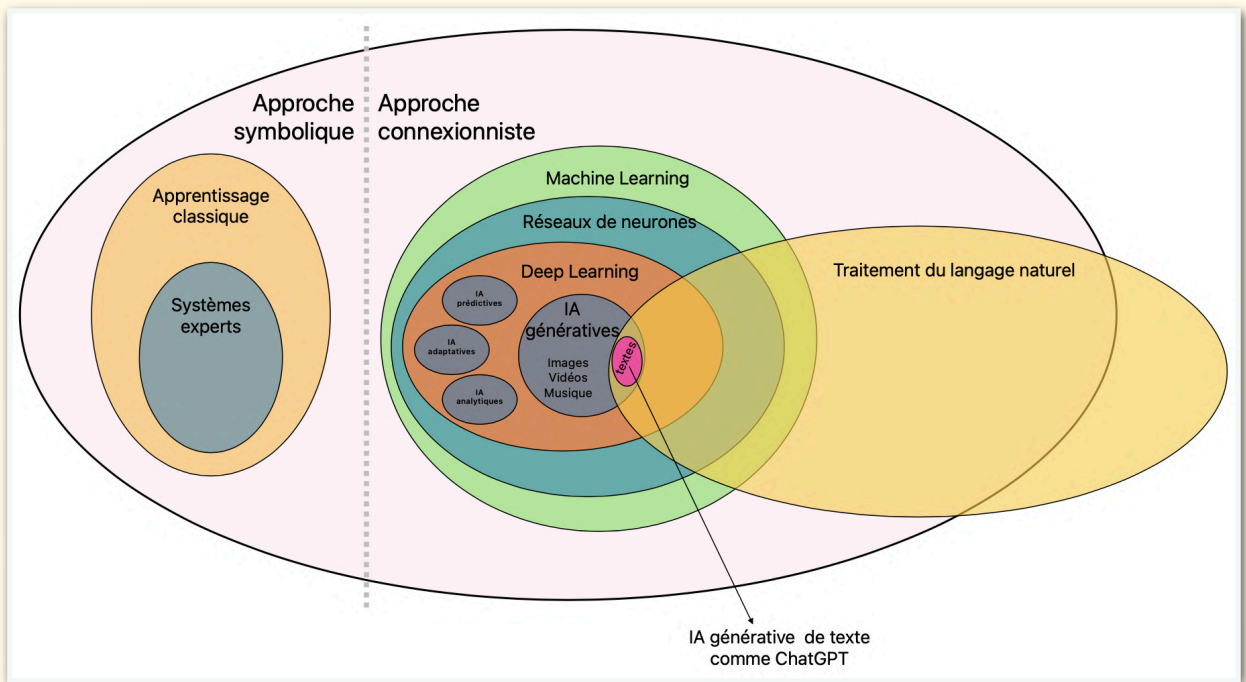 Approche
symbolique
Approche
connexionniste
Apprentissage
classique
Systèmes
experts
Machine Learning
Réseaux de neurones
Deep Learning
IA
prédictives
IA
adaptatives
IA
analytiques
IA
génératives
Images
Vidéos
Musique
textes
Traitement du langage naturel
IA générative de texte
comme ChatGPT